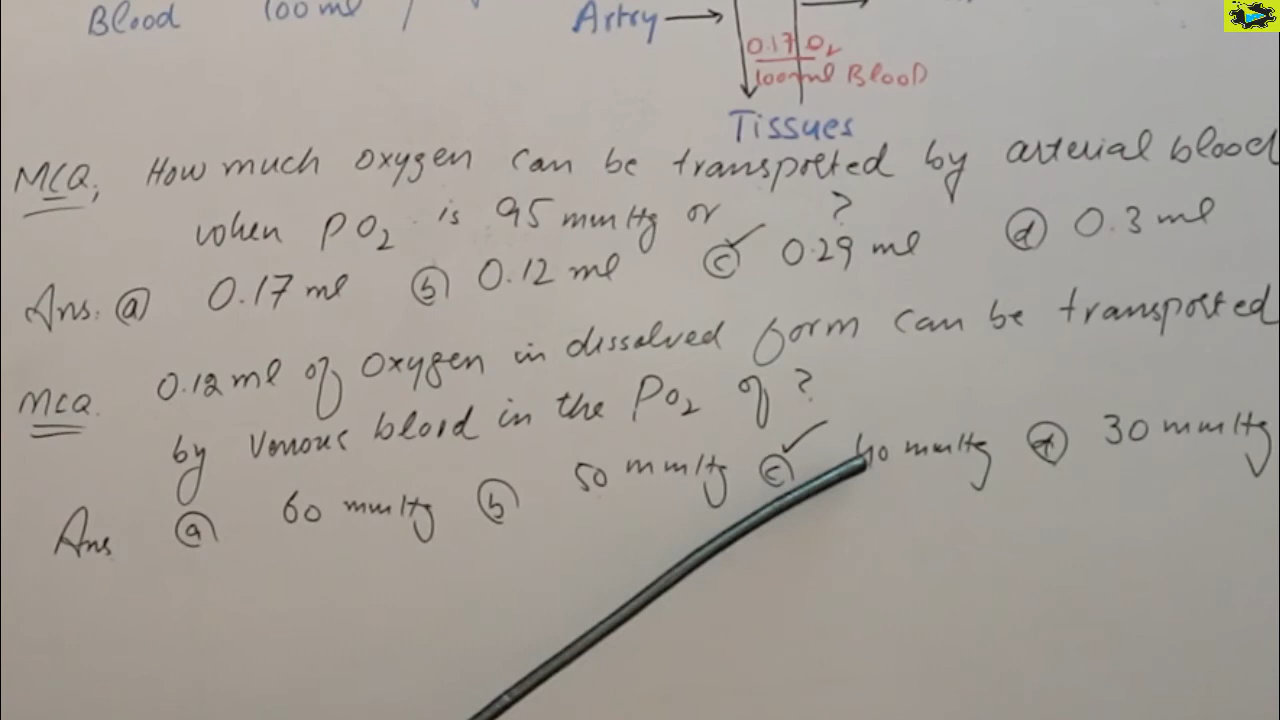 Blood 100 ml /
Artry
0.17 O2
100 ml Blood
Tissues
MCQ, How much oxygen can be transported by arterial blood
when PO2 is 95 mmHg or ?
Ans: (a) 0.17 ml (b) 0.12 ml (c) 0.29 ml (d) 0.3 ml
MCQ. 0.12 ml of oxygen in dissolved form can be transported
by Venous blood in the PO2 of ?
Ans (a) 60 mmHg (b) 50 mmHg (c) 40 mmHg (d) 30 mmHg